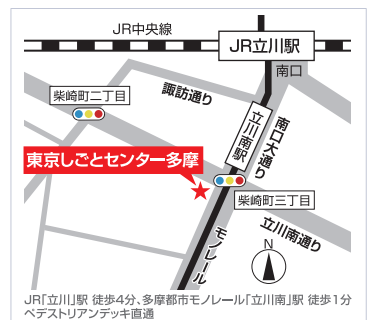 JR中央線
JR立川駅
南口
柴崎町二丁目
諏訪通り
立川南駅
南口大通り
東京しごとセンター多摩
柴崎町三丁目
立川南通り
モノレール
N
JR「立川」駅 徒歩4分、多摩都市モノレール「立川南」駅 徒歩1分
ペデストリアンデッキ直通